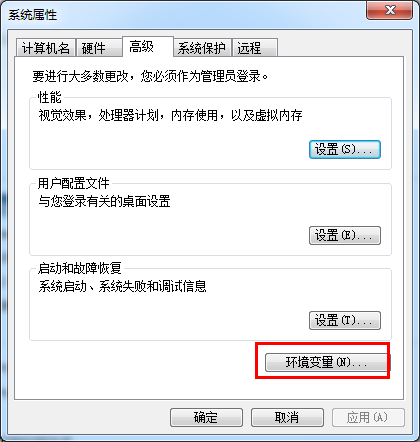 系统属性
计算机名 硬件 高级 系统保护 远程
要进行大多数更改，您必须作为管理员登录。
性能
视觉效果，处理器计划，内存使用，以及虚拟内存
设置(S)...
用户配置文件
与您登录有关的桌面设置
设置(E)...
启动和故障恢复
系统启动、系统失败和调试信息
设置(T)...
环境变量(N)...
确定 取消 应用(A)